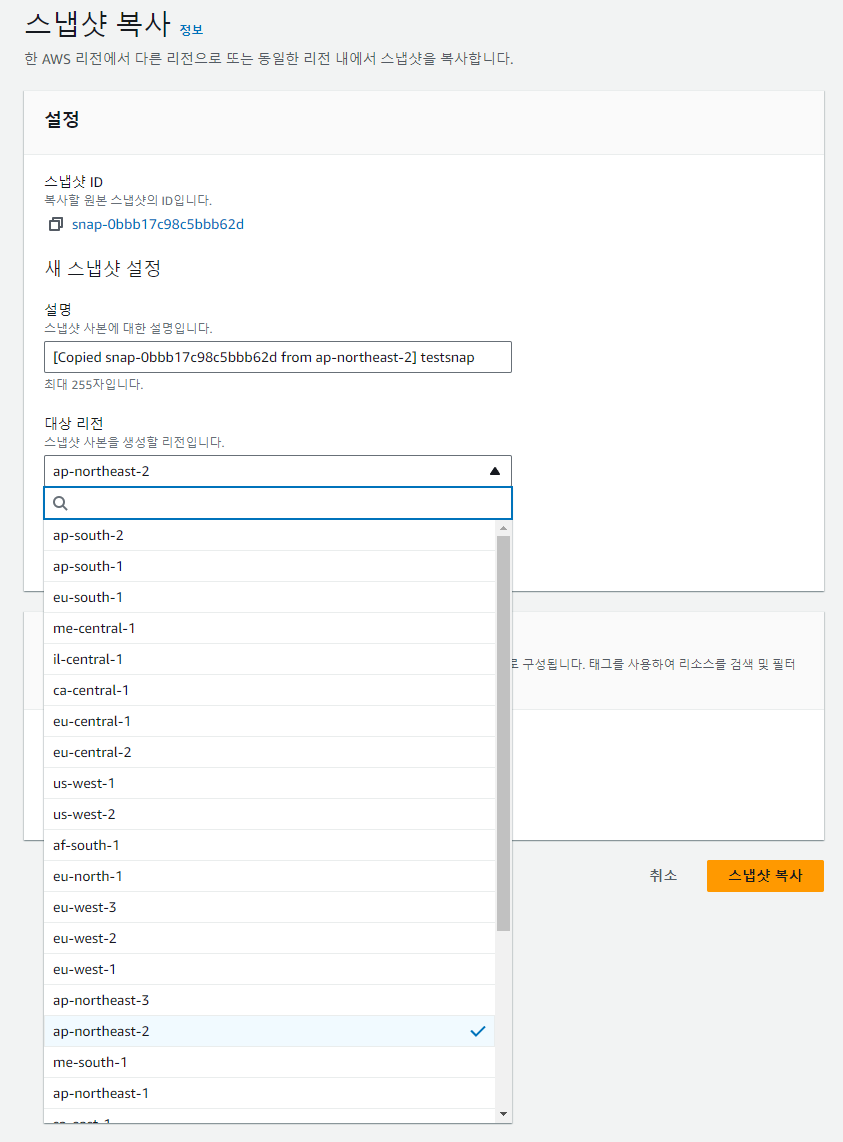 스냅샷 복사 정보
한 AWS 리전에서 다른 리전으로 또는 동일한 리전 내에서 스냅샷을 복사합니다.
설정
스냅샷 ID
복사할 원본 스냅샷의 ID입니다.
snap-0bbb17c98c5bbb62d
새 스냅샷 설정
설명
스냅샷 사본에 대한 설명입니다.
[Copied snap-0bbb17c98c5bbb62d from ap-northeast-2] testsnap
최대 255자입니다.
대상 리전
스냅샷 사본을 생성할 리전입니다.
ap-northeast-2
ap-south-2
ap-south-1
eu-south-1
me-central-1
il-central-1
로 구성됩니다. 태그를 사용하여 리소스를 검색 및 필터
ca-central-1
eu-central-1
eu-central-2
us-west-1
us-west-2
af-south-1
eu-north-1
취소
스냅샷 복사
eu-west-3
eu-west-2
eu-west-1
ap-northeast-3
ap-northeast-2
me-south-1
ap-northeast-1